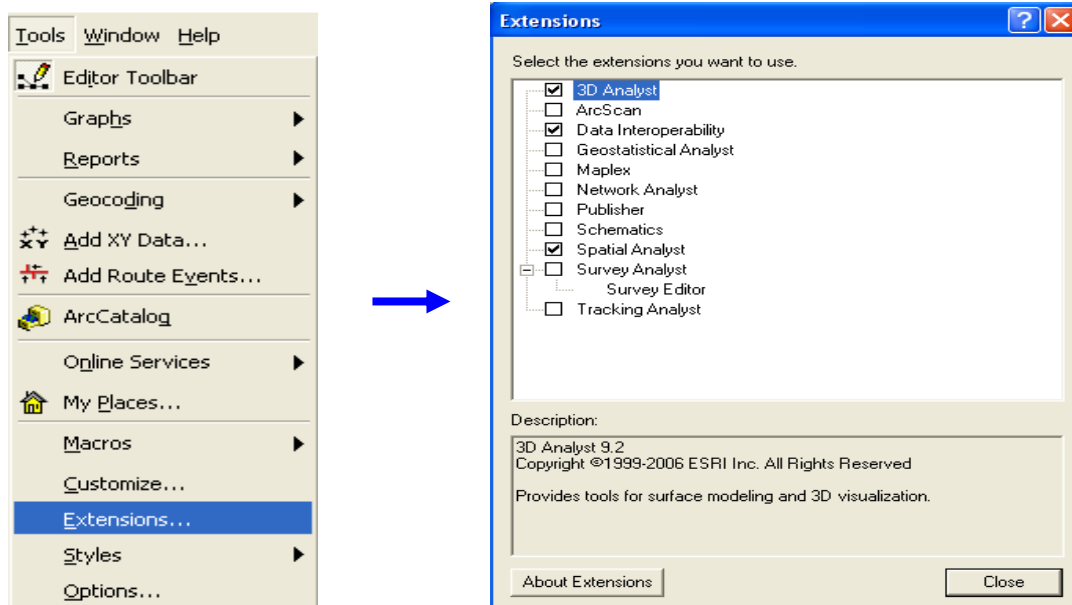 Tools Window Help
Editor Toolbar
Graphs
Reports
Geocoding
Add XY Data...
Add Route Events...
ArcCatalog
Online Services
My Places...
Macros
Customize...
Extensions...
Styles
Options...
Extensions
Select the extensions you want to use.
3D Analyst
ArcScan
Data Interoperability
Geostatistical Analyst
Maplex
Network Analyst
Publisher
Schematics
Spatial Analyst
Survey Analyst
Survey Editor
Tracking Analyst
Description:
3D Analyst 9.2
Copyright ©1999-2006 ESRI Inc. All Rights Reserved
Provides tools for surface modeling and 3D visualization.
About Extensions
Close